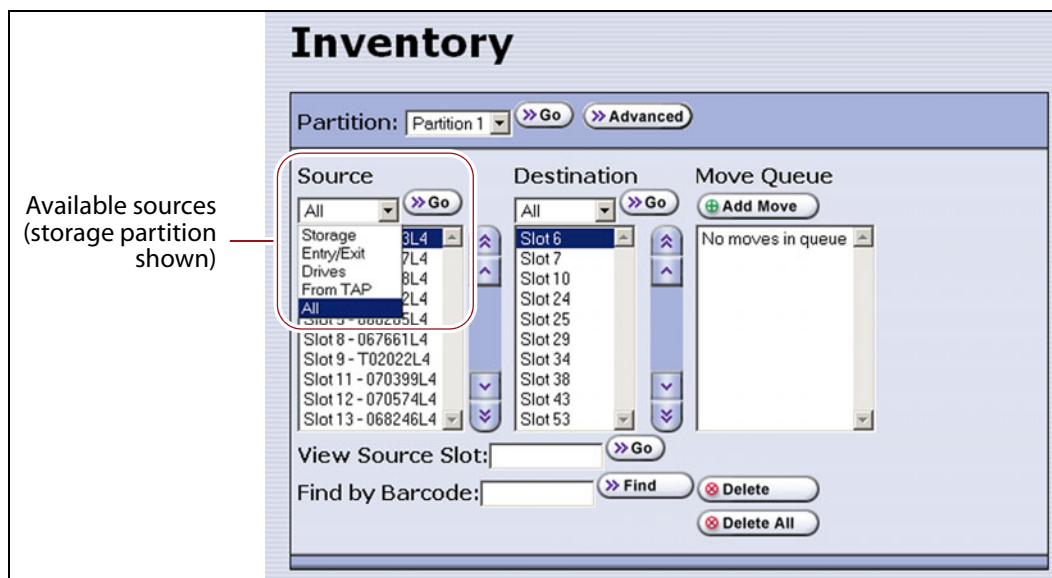 Inventory
Partition: Partition 1 Go Advanced
Available sources
(storage partition
shown)
Source
All Go
Storage
Entry/Exit
Drives
From TAP
All
3L4
7L4
8L4
2L4
Slot 8 - 067661L4
Slot 9 - T02022L4
Slot 11 - 070399L4
Slot 12 - 070574L4
Slot 13 - 068246L4
Destination
All Go
Slot 6
Slot 7
Slot 10
Slot 24
Slot 25
Slot 29
Slot 34
Slot 38
Slot 43
Slot 53
Move Queue
Add Move
No moves in queue
View Source Slot: Go
Find by Barcode: Find
Delete
Delete All